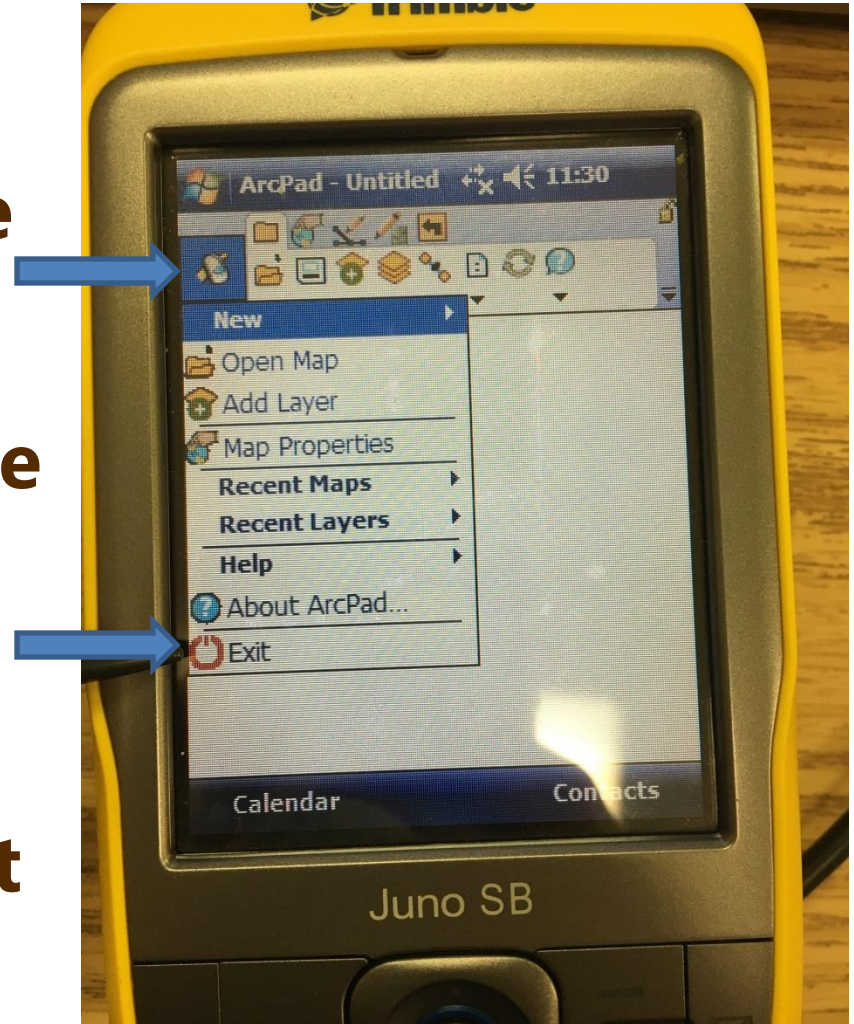 Trimble
ArcPad - Untitled 11:30
e
New
Open Map
Add Layer
Map Properties
e
Recent Maps
Recent Layers
Help
About ArcPad...
Exit
Calendar Contacts
t
Juno SB